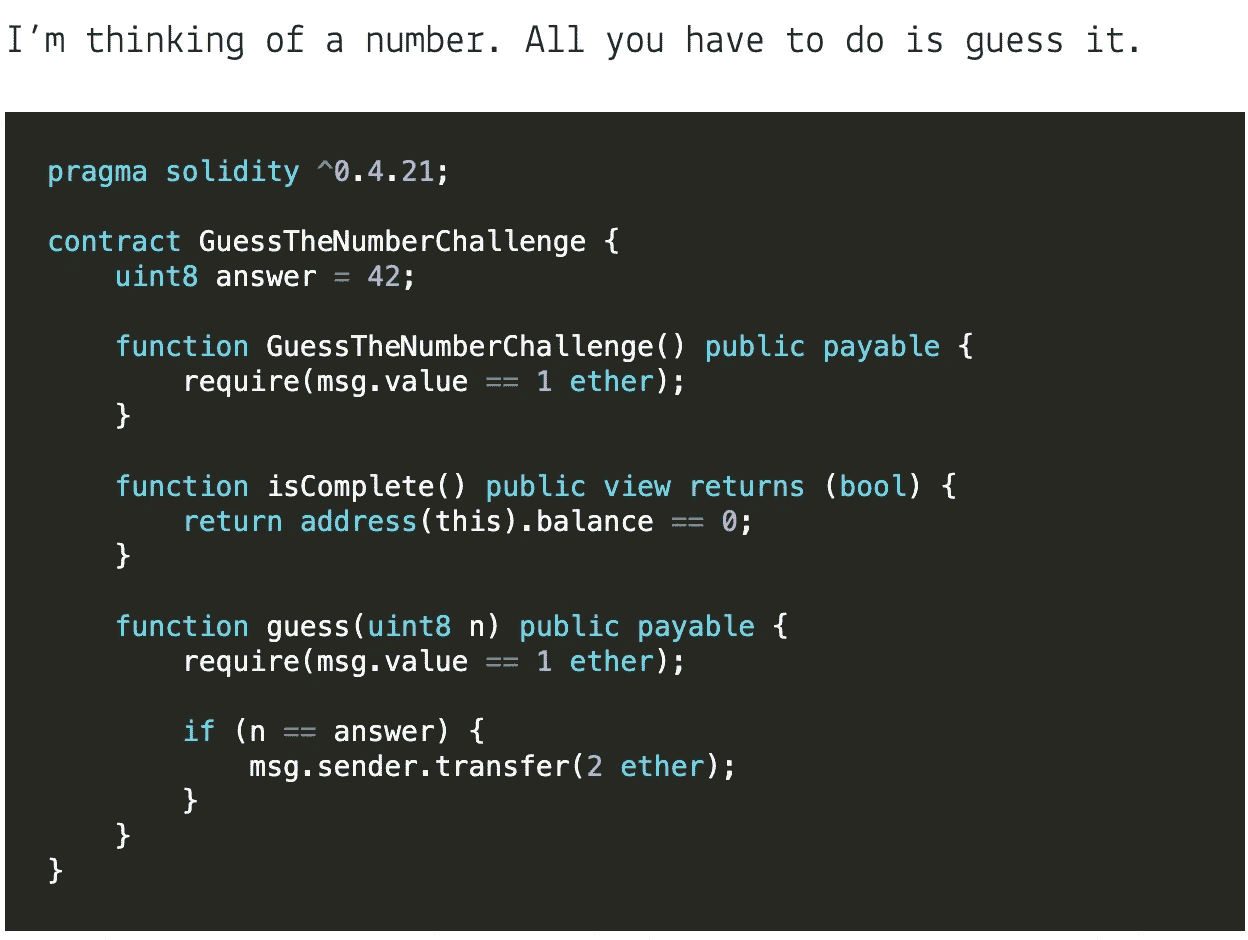 I’m thinking of a number. All you have to do is guess it.
pragma solidity ^0.4.21;
contract GuessTheNumberChallenge {
    uint8 answer = 42;
    function GuessTheNumberChallenge() public payable {
        require(msg.value == 1 ether);
    }
    function isComplete() public view returns (bool) {
        return address(this).balance == 0;
    }
    function guess(uint8 n) public payable {
        require(msg.value == 1 ether);
        if (n == answer) {
            msg.sender.transfer(2 ether);
        }
    }
}